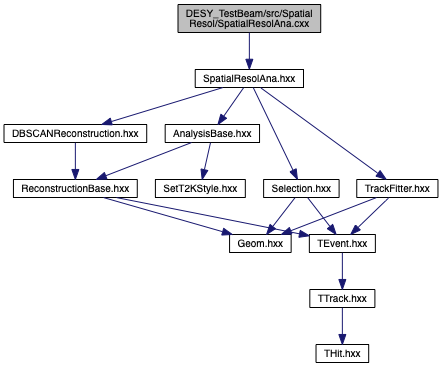 DESY_TestBeam/src/Spatial
Resol/SpatialResolAna.cxx
SpatialResolAna.hxx
DBSCANReconstruction.hxx
AnalysisBase.hxx
ReconstructionBase.hxx
SetT2KStyle.hxx
Selection.hxx
TrackFitter.hxx
Geom.hxx
TEvent.hxx
TTrack.hxx
THit.hxx